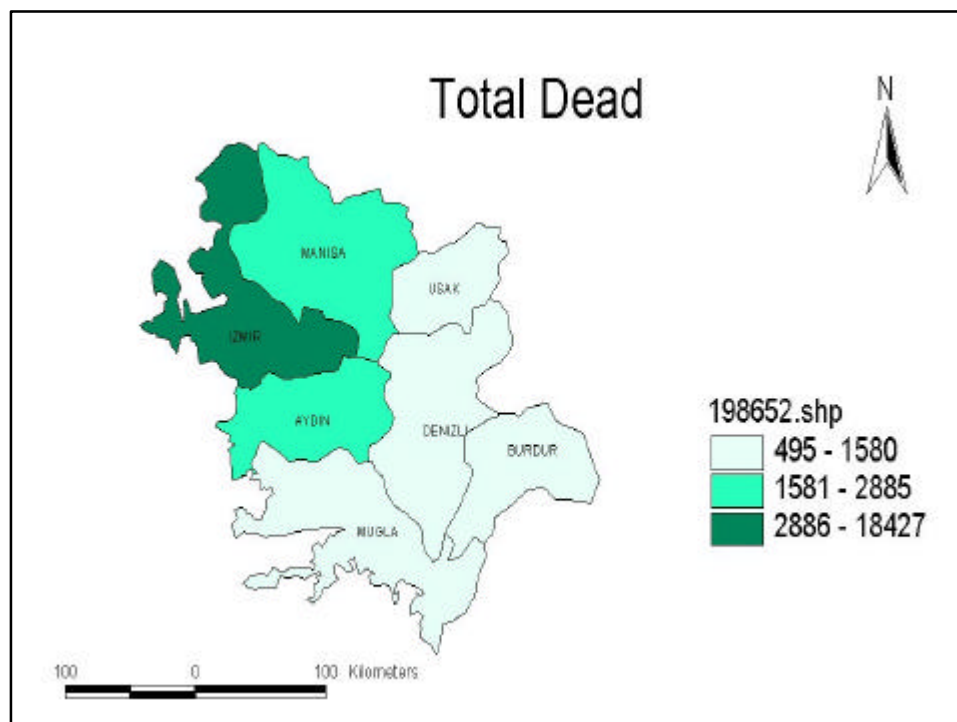 Total Dead
N
MANISA
USAK
IZMIR
AYDIN
DENIZLI
BURDUR
MUGLA
198652.shp
495 - 1580
1581 - 2885
2886 - 18427
100 0 100 Kilometers